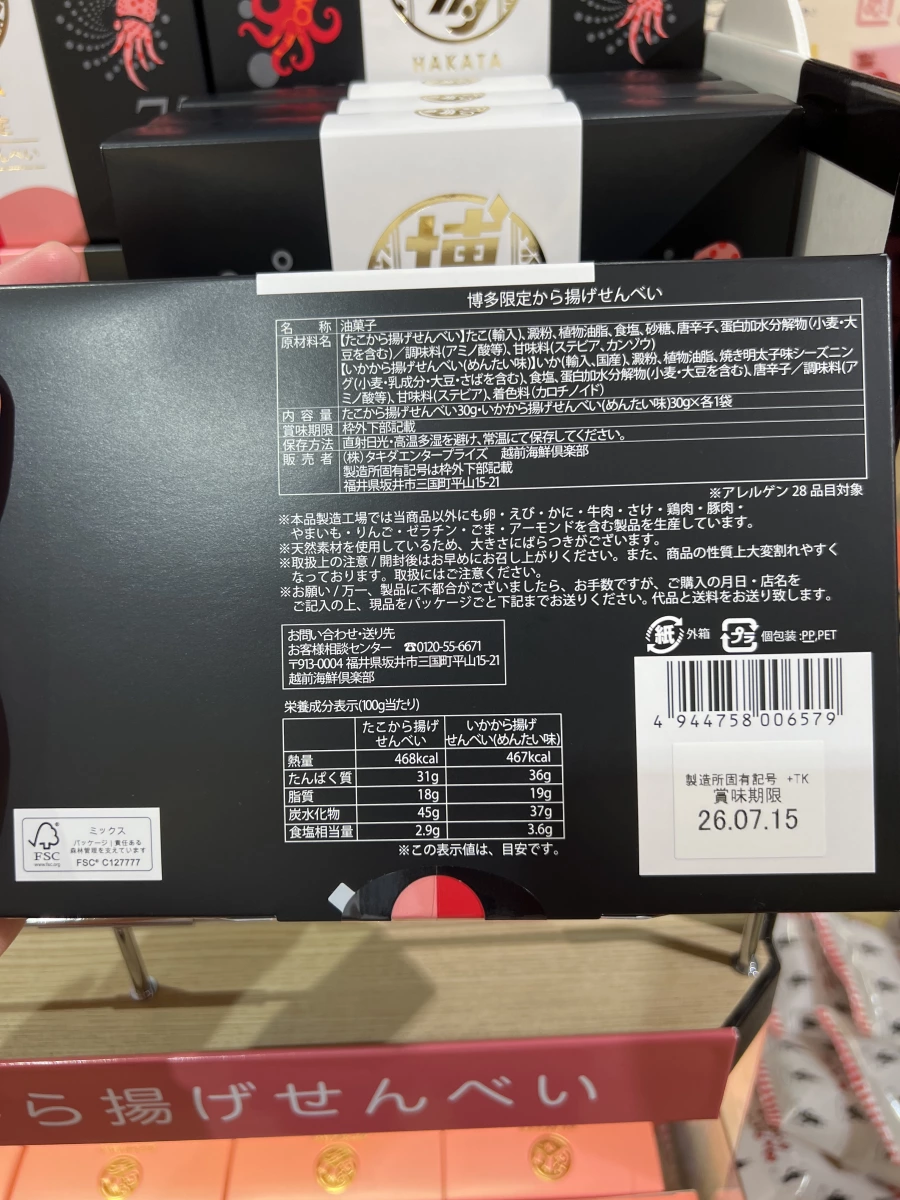 HAKATA
博
博多限定から揚げせんべい
名称 油菓子
原材料名 【たこから揚げせんべい】たこ(輸入)、澱粉、植物油脂、食塩、砂糖、唐辛子、蛋白加水分解物(小麦・大
豆を含む)／調味料(アミノ酸等)、甘味料(ステビア、カンゾウ)
【いかから揚げせんべい(めんたい味)】いか(輸入、国産)、澱粉、植物油脂、焼き明太子味シーズニン
グ(小麦・乳成分・大豆・さばを含む)、食塩、蛋白加水分解物(小麦・大豆を含む)、唐辛子／調味料(ア
ミノ酸等)、甘味料(ステビア)、着色料(カロチノイド)
内容量 たこから揚げせんべい30g・いかから揚げせんべい(めんたい味)30g×各1袋
賞味期限 枠外下部記載
保存方法 直射日光・高温多湿を避け、常温にて保存してください。
販売者 (株)タキダエンタープライズ 越前海鮮倶楽部
製造所固有記号は枠外下部記載
福井県坂井市三国町平山15-21
※アレルゲン 28 品目対象
※本品製造工場では当商品以外にも卵・えび・かに・牛肉・さけ・鶏肉・豚肉・
やまいも・りんご・ゼラチン・ごま・アーモンドを含む製品を生産しています。
※天然素材を使用しているため、大きさにばらつきがございます。
※取扱上の注意 / 開封後はお早めにお召し上がりください。また、商品の性質上大変割れやすく
なっております。取扱にはご注意ください。
※お願い / 万一、製品に不都合がございましたら、お手数ですが、ご購入の月日・店名を
ご記入の上、現品をパッケージごと下記までお送りください。代品と送料をお送り致します。
お問い合わせ・送り先
お客様相談センター ☎0120-55-6671
〒913-0004 福井県坂井市三国町平山15-21
越前海鮮倶楽部
紙 外箱 プラ 個包装:PP,PET
栄養成分表示(100g当たり)
たこから揚げせんべい いかから揚げせんべい(めんたい味)
熱量 468kcal 467kcal
たんぱく質 31g 36g
脂質 18g 19g
炭水化物 45g 37g
食塩相当量 2.9g 3.6g
※この表示値は、目安です。
4 944758 006579
製造所固有記号 +TK
賞味期限
26.07.15
FSC
www.fsc.org
ミックス
パッケージ｜責任ある
森林管理を支えています
FSC® C127777
ら揚げせんべい